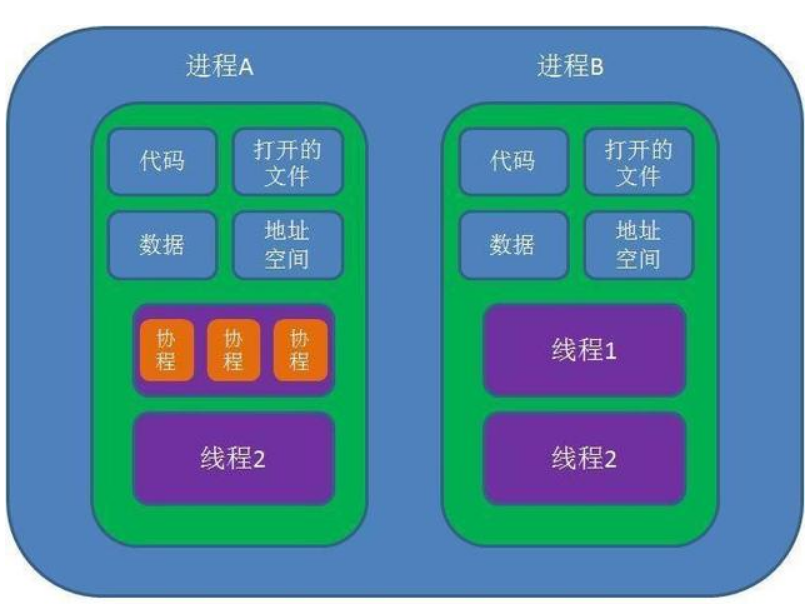 进程A
进程B
代码
打开的
文件
代码
打开的
文件
数据
地址
空间
数据
地址
空间
协
程
协
程
协
程
线程1
线程2
线程2